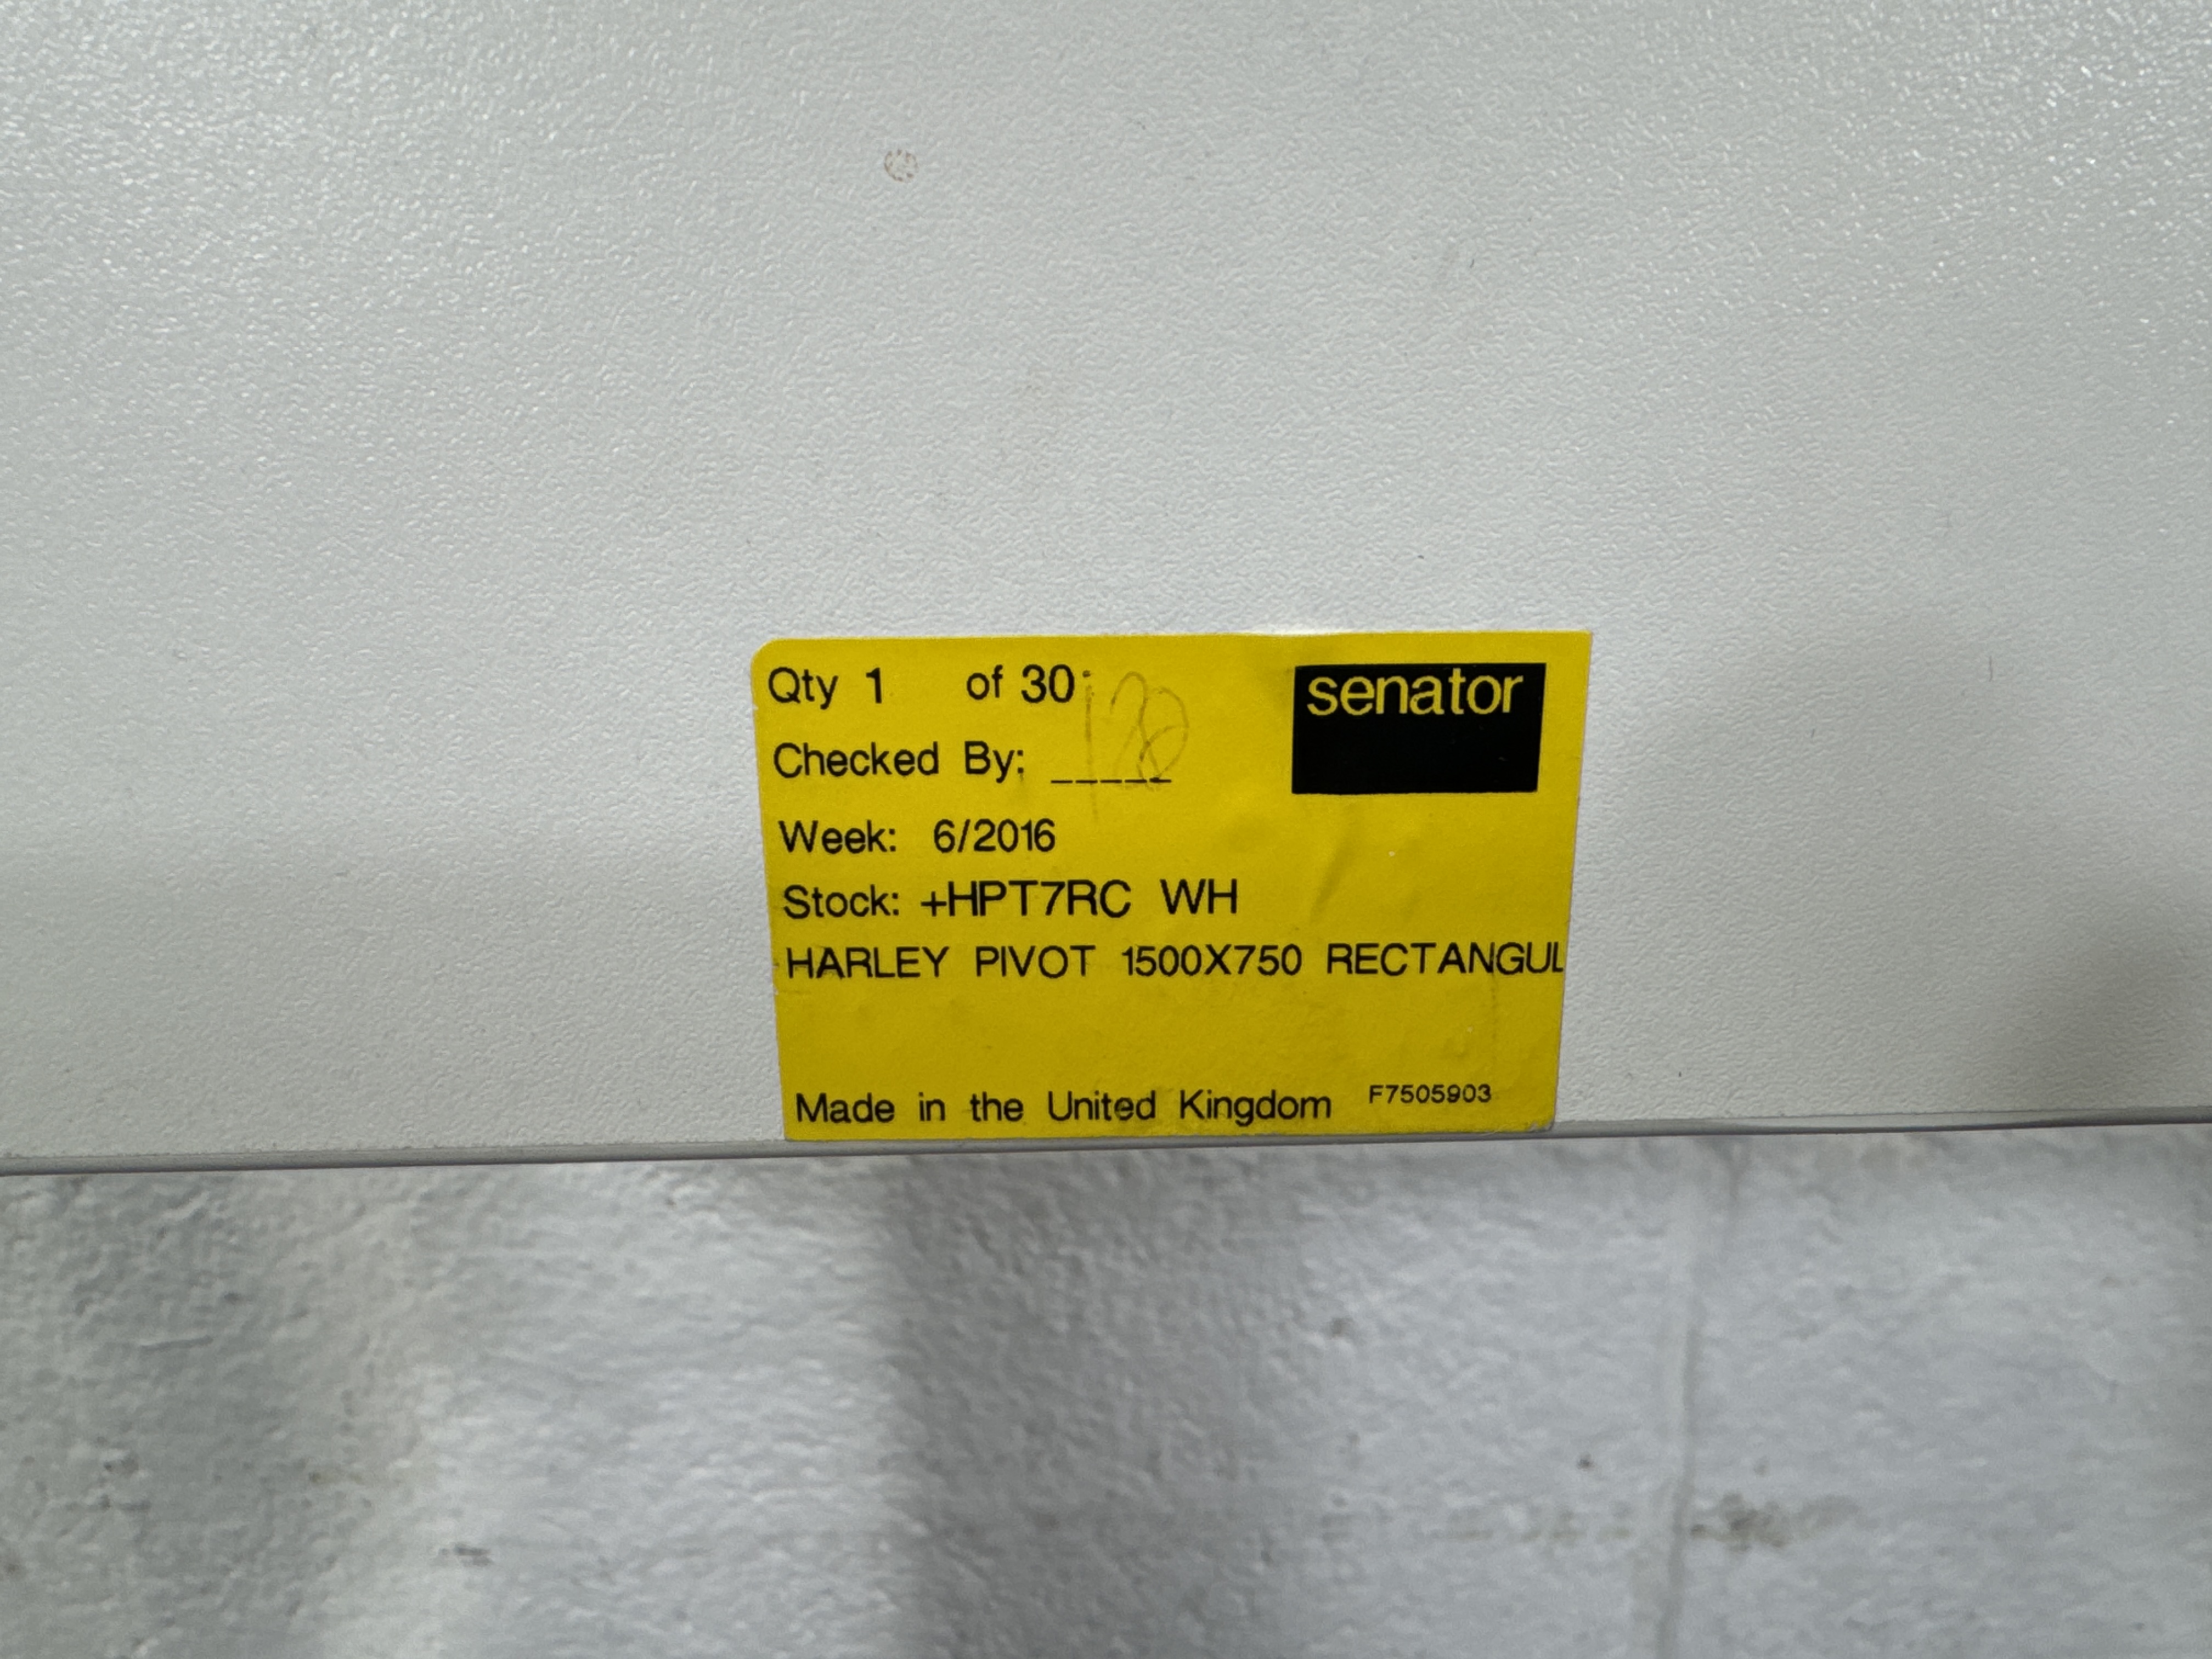 Qty 1 of 30
senator
Checked By: _____
Week: 6/2016
Stock: +HPT7RC WH
HARLEY PIVOT 1500X750 RECTANGUL
Made in the United Kingdom F7505903